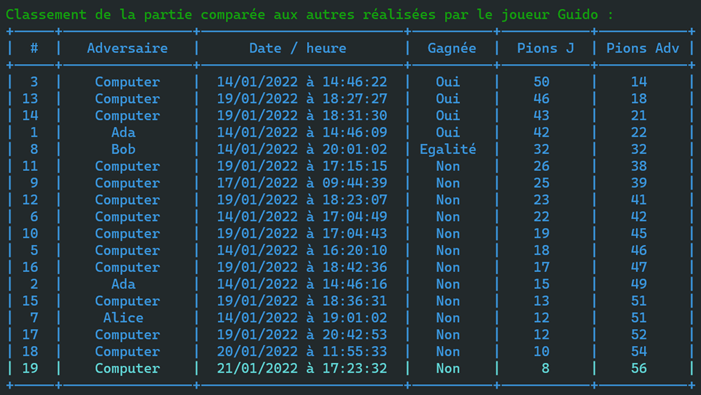 Classement de la partie comparée aux autres réalisées par le joueur Guido :
| # | Adversaire | Date / heure | Gagnée | Pions J | Pions Adv |
| 3 | Computer | 14/01/2022 à 14:46:22 | Oui | 50 | 14 |
| 13 | Computer | 19/01/2022 à 18:27:27 | Oui | 46 | 18 |
| 14 | Computer | 19/01/2022 à 18:31:30 | Oui | 43 | 21 |
| 1 | Ada | 14/01/2022 à 14:46:09 | Oui | 42 | 22 |
| 8 | Bob | 14/01/2022 à 20:01:02 | Egalité | 32 | 32 |
| 11 | Computer | 19/01/2022 à 17:15:15 | Non | 26 | 38 |
| 9 | Computer | 17/01/2022 à 09:44:39 | Non | 25 | 39 |
| 12 | Computer | 19/01/2022 à 18:23:07 | Non | 23 | 41 |
| 6 | Computer | 14/01/2022 à 17:04:49 | Non | 22 | 42 |
| 10 | Computer | 19/01/2022 à 17:04:43 | Non | 19 | 45 |
| 5 | Computer | 14/01/2022 à 16:20:10 | Non | 18 | 46 |
| 16 | Computer | 19/01/2022 à 18:42:36 | Non | 17 | 47 |
| 2 | Ada | 14/01/2022 à 14:46:16 | Non | 15 | 49 |
| 15 | Computer | 19/01/2022 à 18:36:31 | Non | 13 | 51 |
| 7 | Alice | 14/01/2022 à 19:01:02 | Non | 12 | 51 |
| 17 | Computer | 19/01/2022 à 20:42:53 | Non | 12 | 52 |
| 18 | Computer | 20/01/2022 à 11:55:33 | Non | 10 | 54 |
| 19 | Computer | 21/01/2022 à 17:23:32 | Non | 8 | 56 |